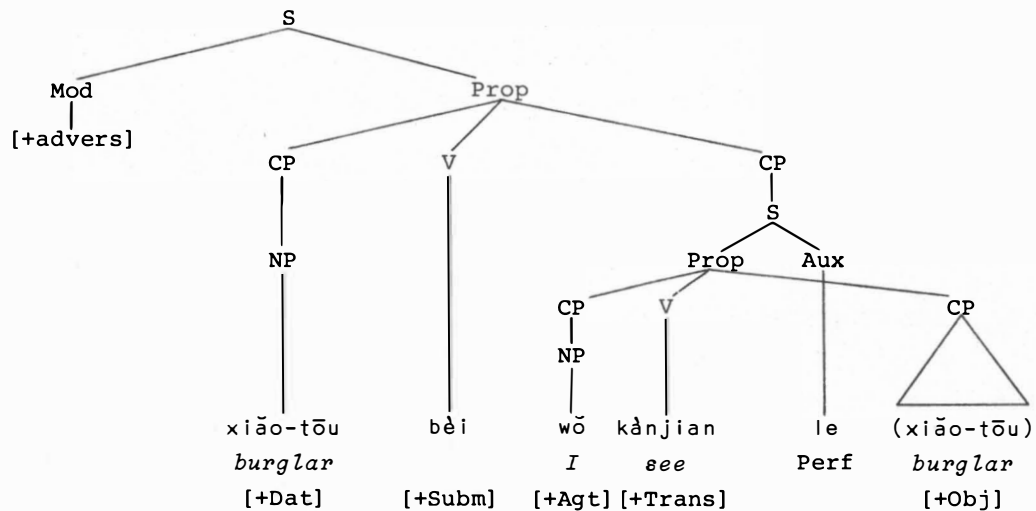 S
Mod Prop
[+advers]
CP V CP
S
NP Prop Aux
CP V CP
NP
xiǎo-tōu bèi wǒ kànjian le (xiǎo-tōu)
burglar I see Perf burglar
[+Dat] [+Subm] [+Agt] [+Trans] [+Obj]